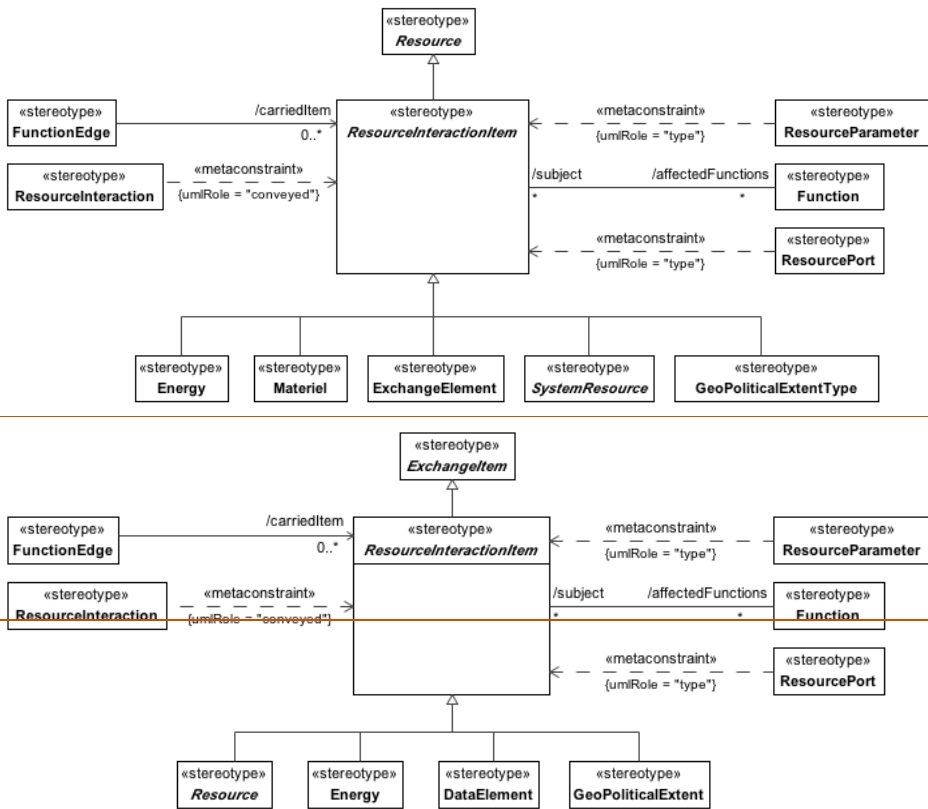 «stereotype»
Resource
«stereotype»
FunctionEdge
/carriedItem
0..*
«stereotype»
ResourceInteractionItem
«metaconstraint»
{umlRole = "type"}
«stereotype»
ResourceParameter
«stereotype»
ResourceInteraction
«metaconstraint»
{umlRole = "conveyed"}
/subject
*
/affectedFunctions
*
«stereotype»
Function
«metaconstraint»
{umlRole = "type"}
«stereotype»
ResourcePort
«stereotype»
Energy
«stereotype»
Materiel
«stereotype»
ExchangeElement
«stereotype»
SystemResource
«stereotype»
GeoPoliticalExtentType
«stereotype»
ExchangeItem
«stereotype»
FunctionEdge
/carriedItem
0..*
«stereotype»
ResourceInteractionItem
«metaconstraint»
{umlRole = "type"}
«stereotype»
ResourceParameter
«stereotype»
ResourceInteraction
«metaconstraint»
{umlRole = "conveyed"}
/subject
*
/affectedFunctions
*
«stereotype»
Function
«metaconstraint»
{umlRole = "type"}
«stereotype»
ResourcePort
«stereotype»
Resource
«stereotype»
Energy
«stereotype»
DataElement
«stereotype»
GeoPoliticalExtent